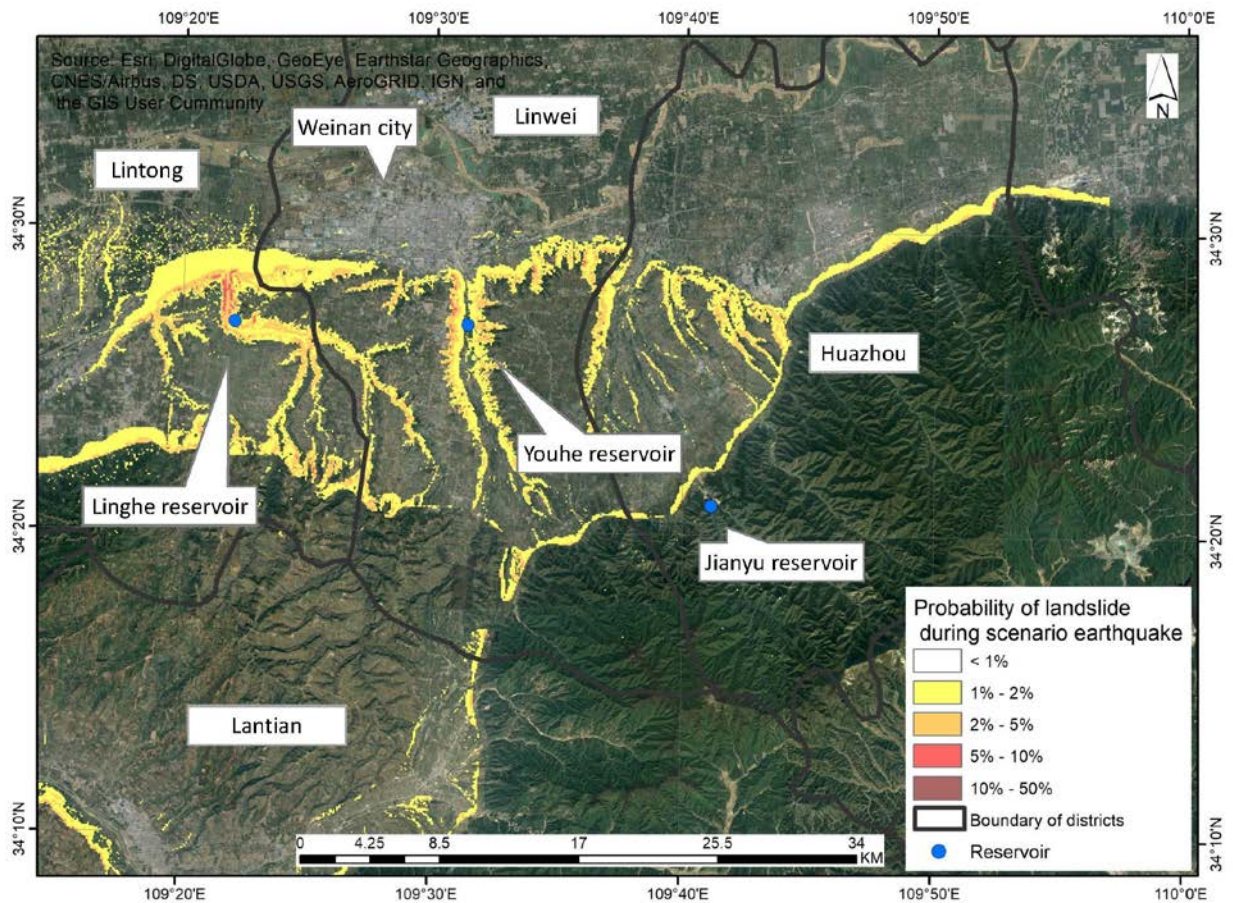 109°20'E 109°30'E 109°40'E 109°50'E 110°0'E
Source: Esri, DigitalGlobe, GeoEye, Earthstar Geographics,
CNES/Airbus, DS, USDA, USGS, AeroGRID, IGN, and
the GIS User Cummunity
N
Linwei
Weinan city
Lintong
34°30'N
34°30'N
Huazhou
Youhe reservoir
Linghe reservoir
34°20'N
34°20'N
Jianyu reservoir
Probability of landslide
during scenario earthquake
< 1%
1% - 2%
2% - 5%
5% - 10%
10% - 50%
Boundary of districts
Reservoir
Lantian
34°10'N
34°10'N
0 4.25 8.5 17 25.5 34
KM
109°20'E 109°30'E 109°40'E 109°50'E 110°0'E